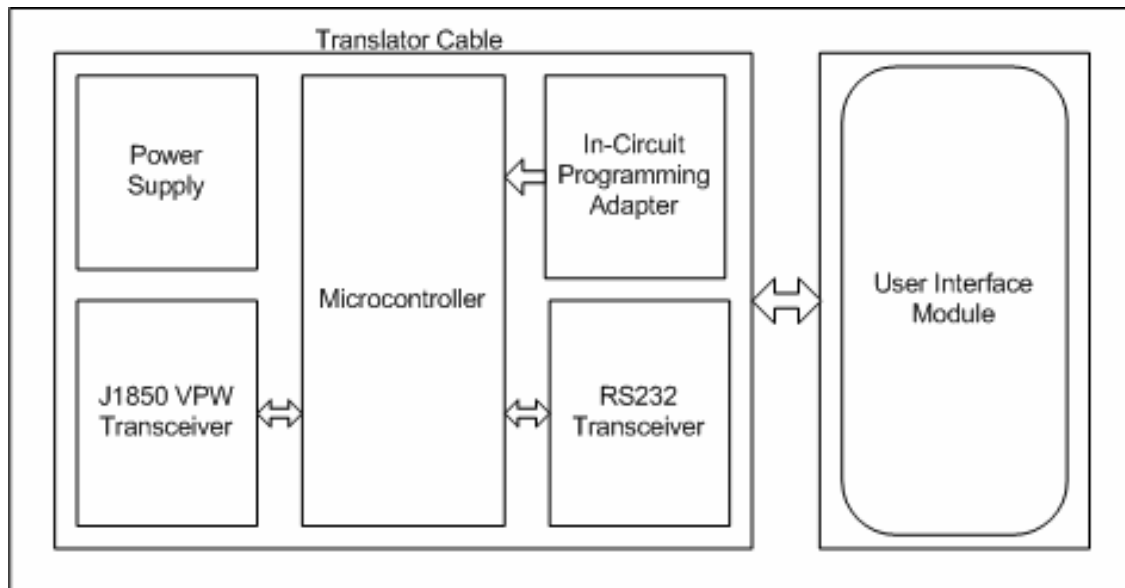 Translator Cable
Power
Supply
In-Circuit
Programming
Adapter
Microcontroller
User Interface
Module
J1850 VPW
Transceiver
RS232
Transceiver